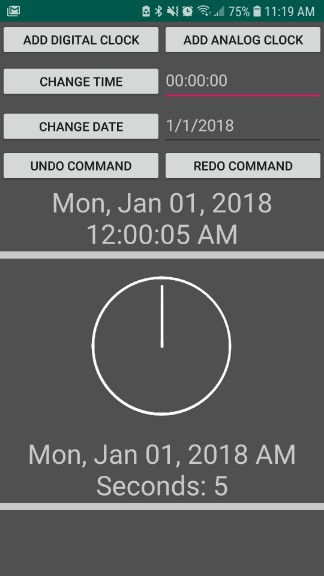 75% 11:19 AM
ADD DIGITAL CLOCK ADD ANALOG CLOCK
CHANGE TIME 00:00:00
CHANGE DATE 1/1/2018
UNDO COMMAND REDO COMMAND
Mon, Jan 01, 2018
12:00:05 AM
Mon, Jan 01, 2018 AM
Seconds: 5